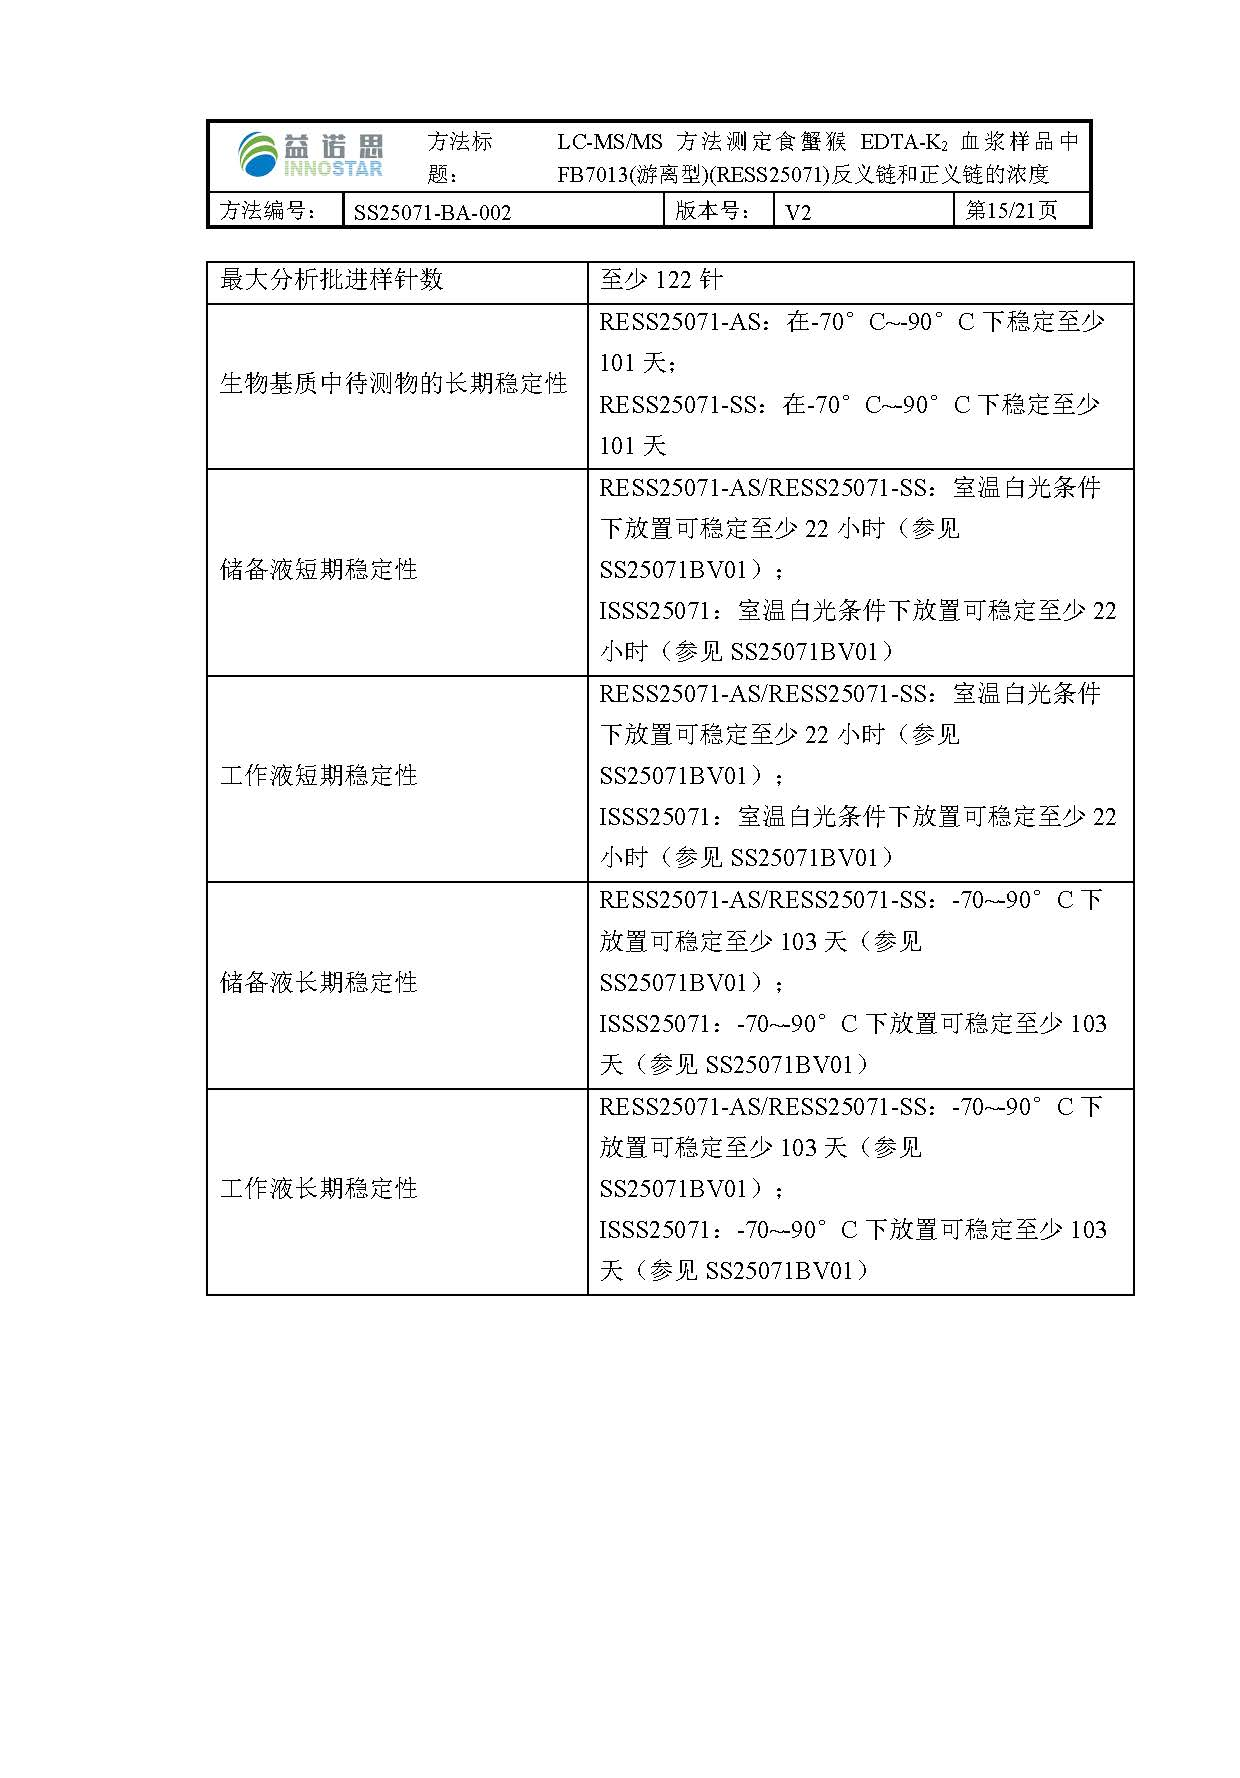 益诺思
INNOSTAR
方法标题：
LC-MS/MS 方法测定食蟹猴 EDTA-K2 血浆样品中
FB7013(游离型)(RESS25071)反义链和正义链的浓度
方法编号： SS25071-BA-002 版本号： V2 第15/21页
最大分析批进样针数 至少 122 针
生物基质中待测物的长期稳定性
RESS25071-AS：在-70°C~-90°C 下稳定至少
101 天；
RESS25071-SS：在-70°C~-90°C 下稳定至少
101 天
储备液短期稳定性
RESS25071-AS/RESS25071-SS：室温白光条件
下放置可稳定至少 22 小时（参见
SS25071BV01）；
ISSS25071：室温白光条件下放置可稳定至少 22
小时（参见 SS25071BV01）
工作液短期稳定性
RESS25071-AS/RESS25071-SS：室温白光条件
下放置可稳定至少 22 小时（参见
SS25071BV01）；
ISSS25071：室温白光条件下放置可稳定至少 22
小时（参见 SS25071BV01）
储备液长期稳定性
RESS25071-AS/RESS25071-SS：-70~-90°C 下
放置可稳定至少 103 天（参见
SS25071BV01）；
ISSS25071：-70~-90°C 下放置可稳定至少 103
天（参见 SS25071BV01）
工作液长期稳定性
RESS25071-AS/RESS25071-SS：-70~-90°C 下
放置可稳定至少 103 天（参见
SS25071BV01）；
ISSS25071：-70~-90°C 下放置可稳定至少 103
天（参见 SS25071BV01）